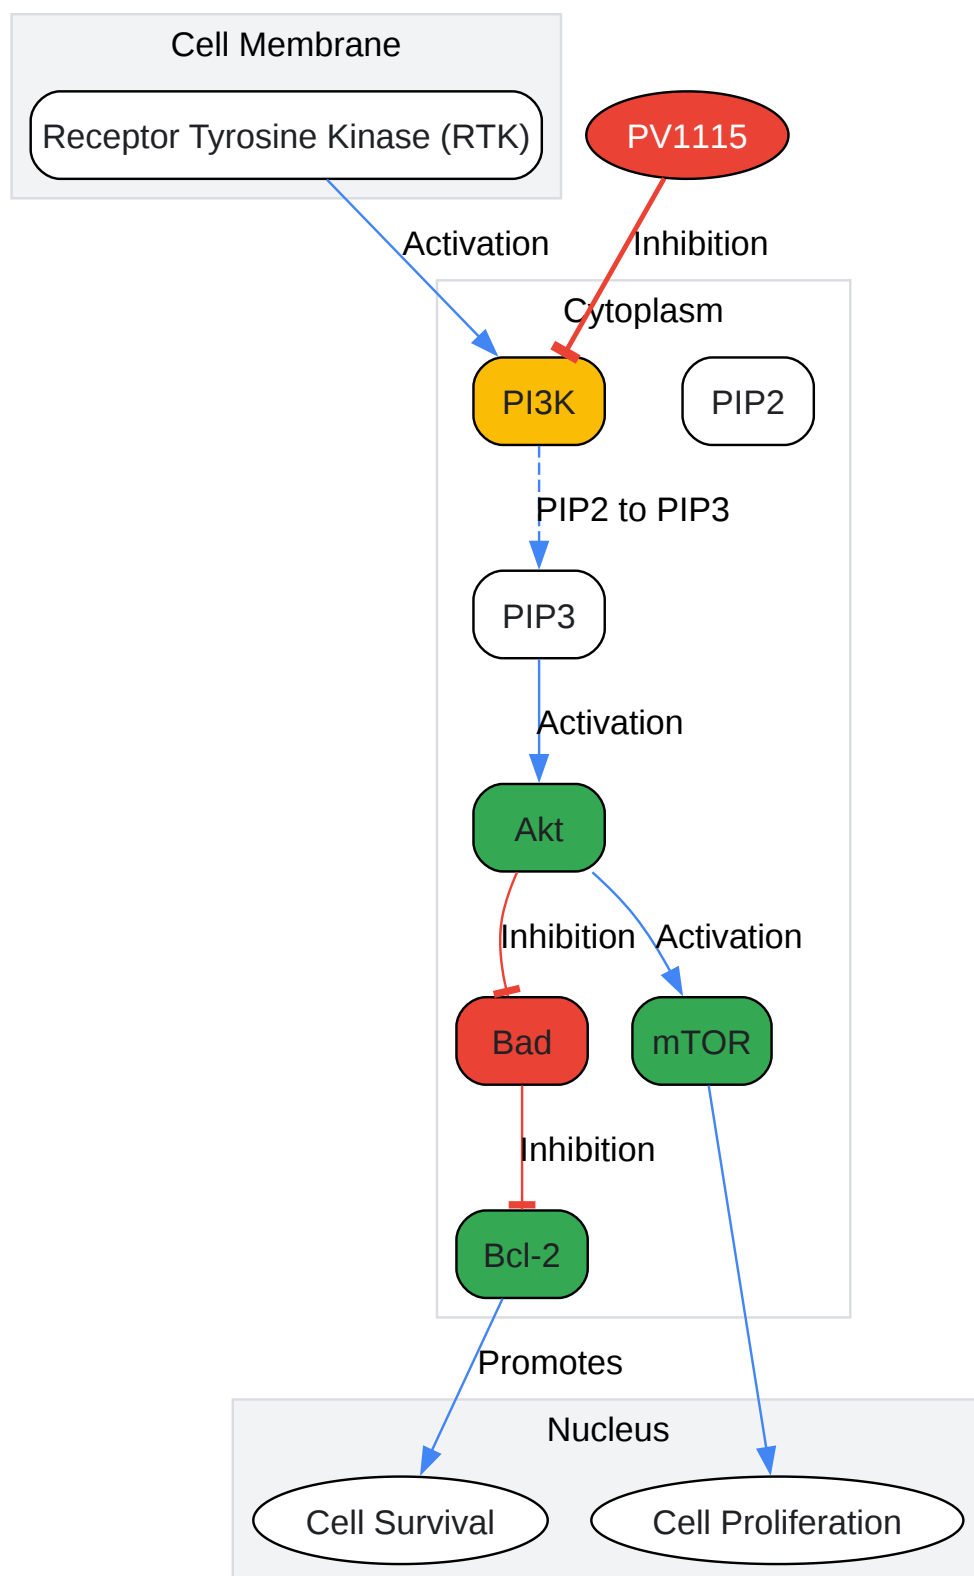 Cell Membrane
Receptor Tyrosine Kinase (RTK)
PV1115
Activation
Inhibition
Cytoplasm
PI3K
PIP2
PIP2 to PIP3
PIP3
Activation
Akt
Inhibition
Activation
Bad
mTOR
Inhibition
Bcl-2
Promotes
Nucleus
Cell Survival
Cell Proliferation